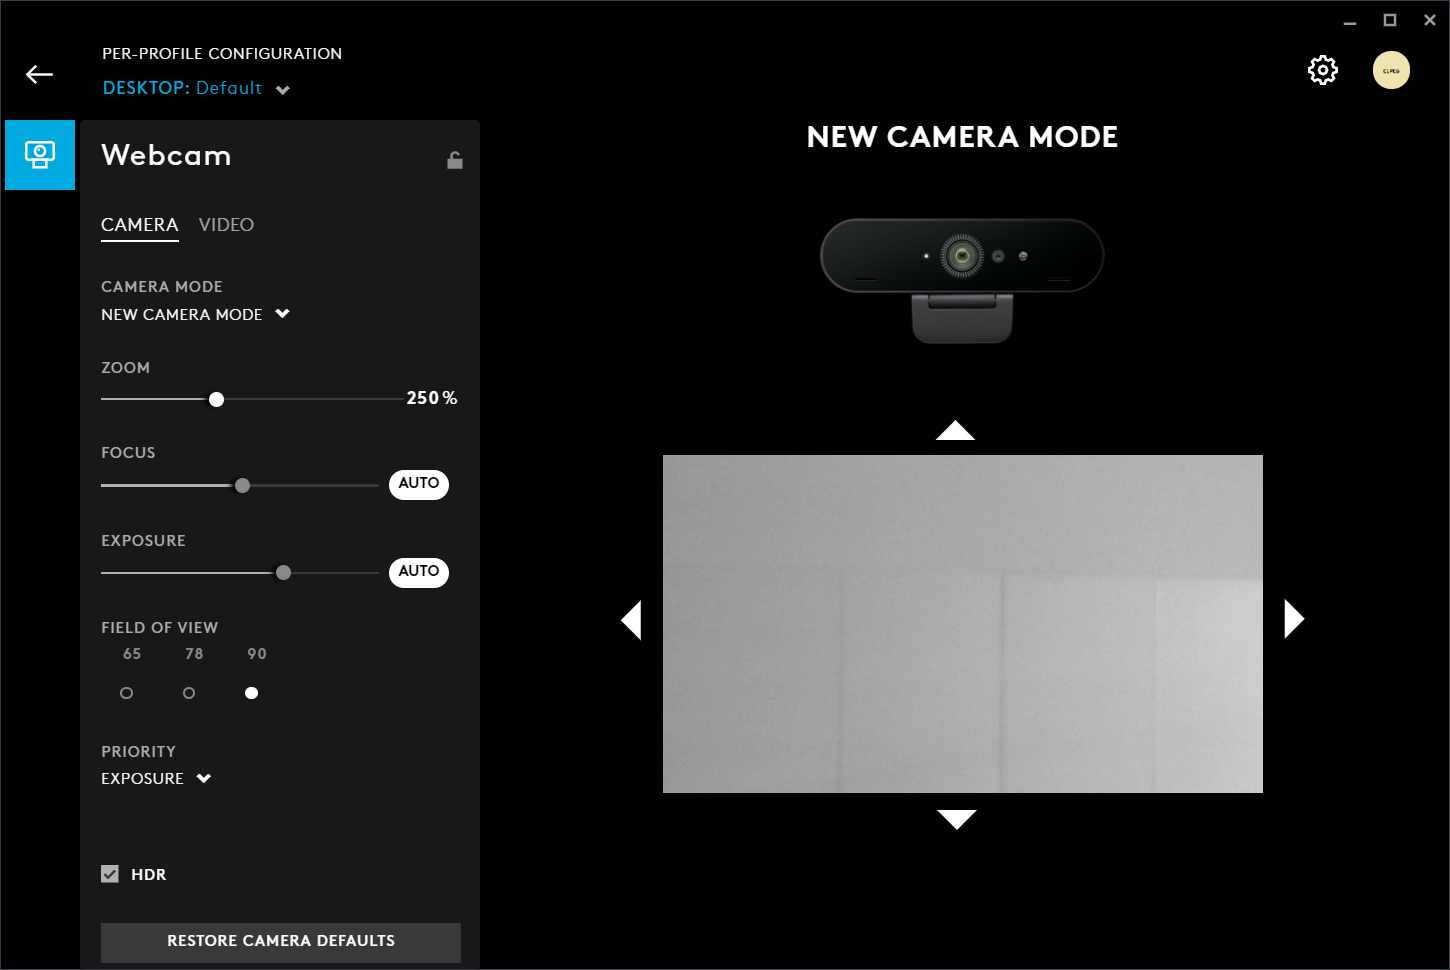 PER-PROFILE CONFIGURATION
DESKTOP: Default
Webcam
CAMERA VIDEO
CAMERA MODE
NEW CAMERA MODE
ZOOM
250 %
FOCUS
AUTO
EXPOSURE
AUTO
FIELD OF VIEW
65 78 90
PRIORITY
EXPOSURE
HDR
RESTORE CAMERA DEFAULTS
NEW CAMERA MODE